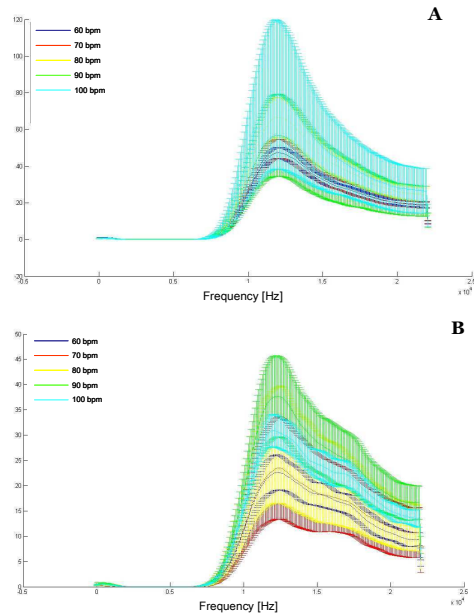 A
120
60 bpm
70 bpm
100
80 bpm
90 bpm
80
100 bpm
60
40
20
0
-20
-0.5 0 0.5 1 1.5 2 2.5
Frequency [Hz]
x 10⁴
B
50
60 bpm
45
70 bpm
80 bpm
40
90 bpm
35
100 bpm
30
25
20
15
10
5
0
-0.5 0 0.5 1 1.5 2 2.5
Frequency [Hz]
x 10⁴